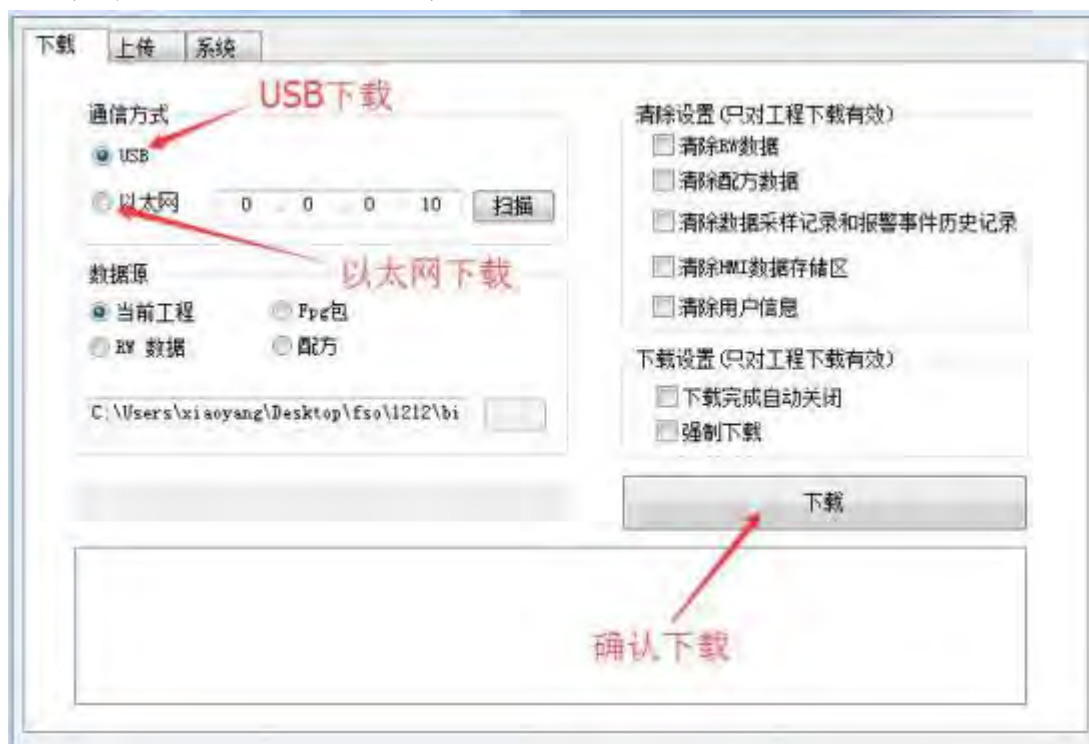 下载 上传 系统
USB下载
通信方式
USB
以太网 0 . 0 . 0 . 10 扫描
以太网下载
数据源
当前工程 Fpg包
RW 数据 配方
C:\Users\xiaoyang\Desktop\fso\1212\bi
清除设置(只对工程下载有效)
清除RW数据
清除配方数据
清除数据采样记录和报警事件历史记录
清除HMI数据存储区
清除用户信息
下载设置(只对工程下载有效)
下载完成自动关闭
强制下载
下载
确认下载